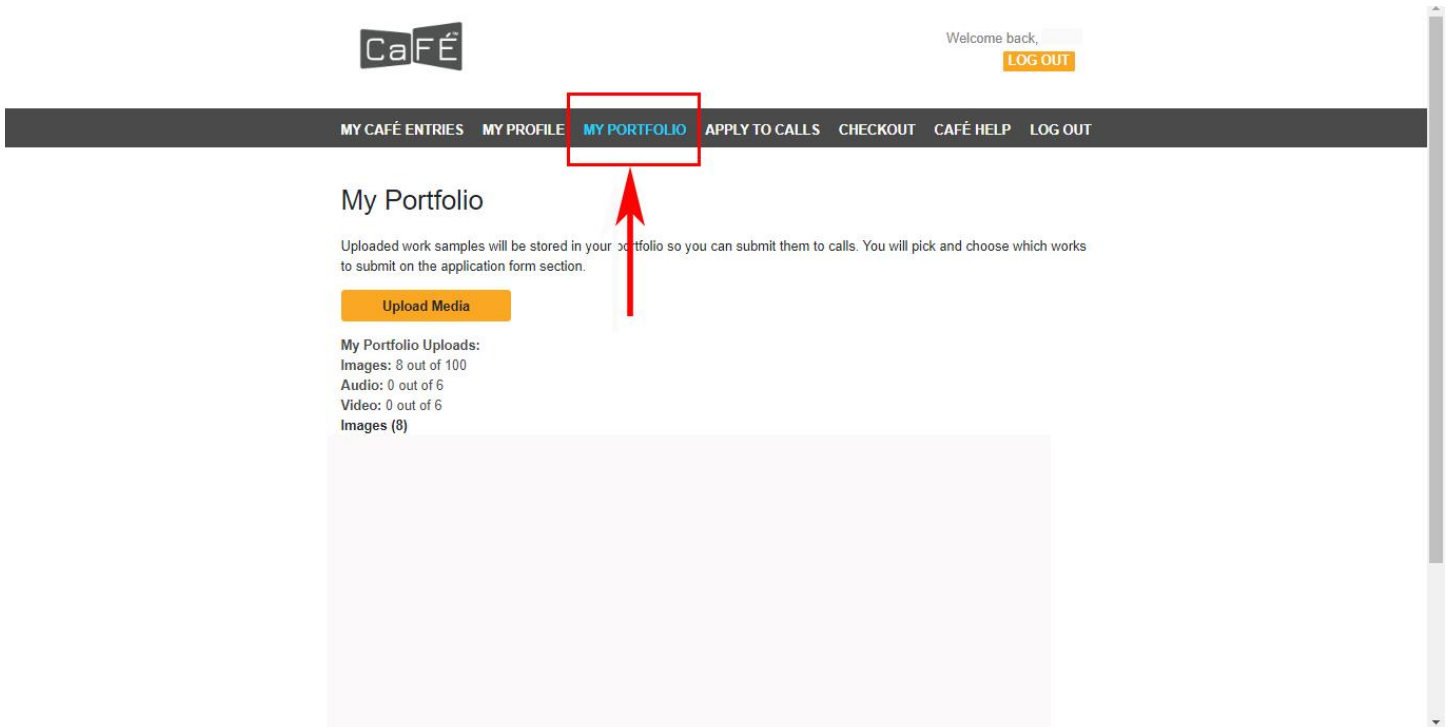 CaFÉ™
Welcome back,
LOG OUT
MY CAFÉ ENTRIES MY PROFILE MY PORTFOLIO APPLY TO CALLS CHECKOUT CAFÉ HELP LOG OUT
My Portfolio
Uploaded work samples will be stored in your portfolio so you can submit them to calls. You will pick and choose which works
to submit on the application form section.
Upload Media
My Portfolio Uploads:
Images: 8 out of 100
Audio: 0 out of 6
Video: 0 out of 6
Images (8)